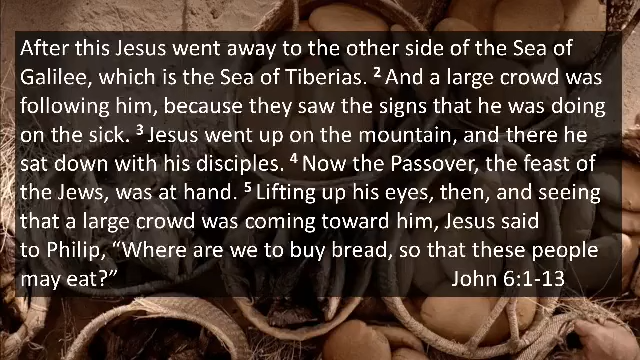 After this Jesus went away to the other side of the Sea of
Galilee, which is the Sea of Tiberias. ² And a large crowd was
following him, because they saw the signs that he was doing
on the sick. ³ Jesus went up on the mountain, and there he
sat down with his disciples. ⁴ Now the Passover, the feast of
the Jews, was at hand. ⁵ Lifting up his eyes, then, and seeing
that a large crowd was coming toward him, Jesus said
to Philip, “Where are we to buy bread, so that these people
may eat?” John 6:1-13